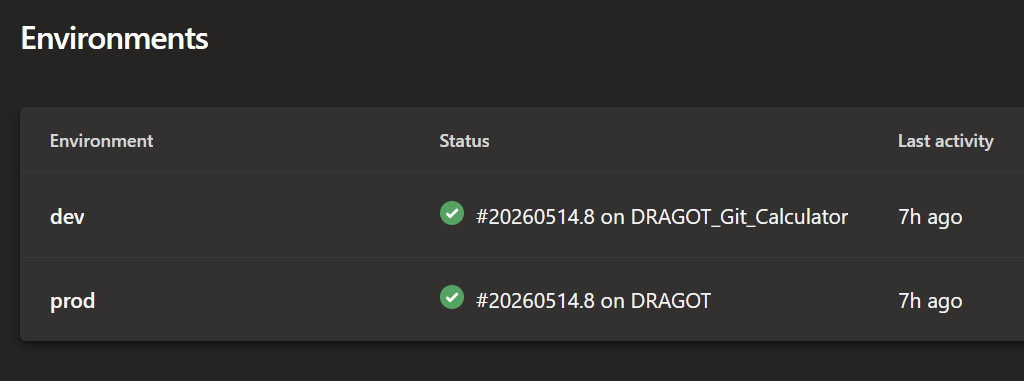 Environments
Environment Status Last activity
dev #20260514.8 on DRAGOT_Git_Calculator 7h ago
prod #20260514.8 on DRAGOT 7h ago